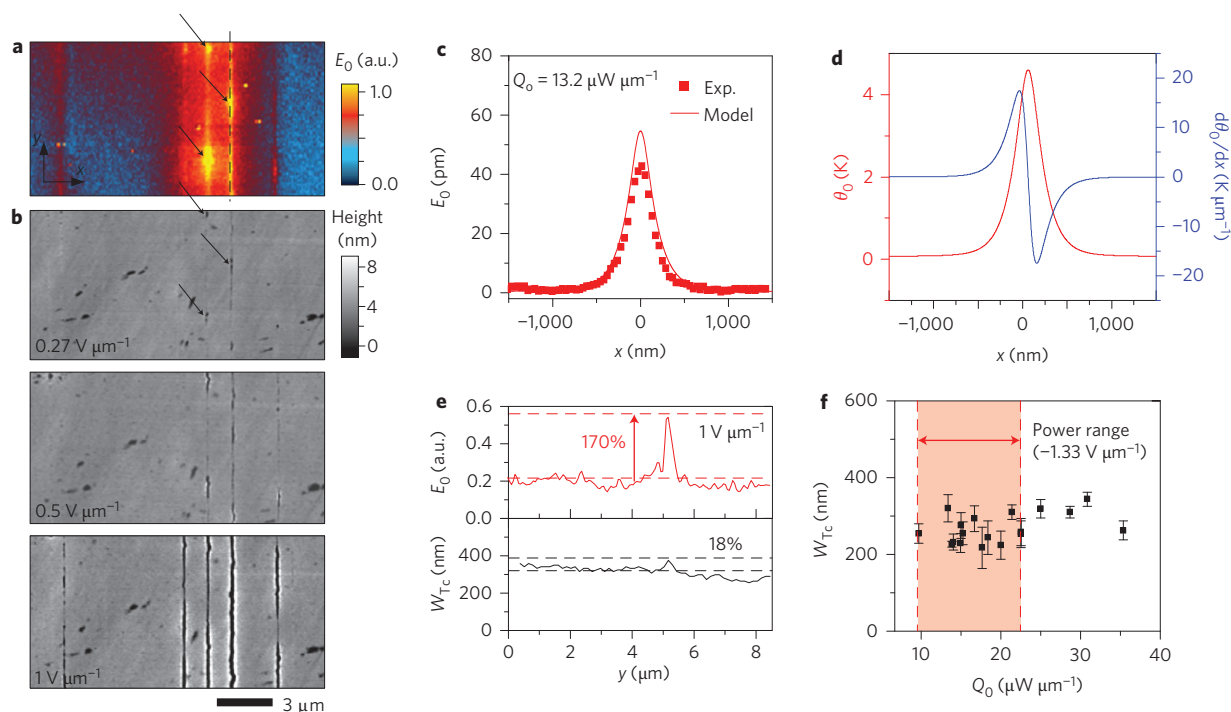 a
E₀ (a.u.)
1.0
0.0
y
x
b
Height
(nm)
8
4
0
0.27 V µm⁻¹
0.5 V µm⁻¹
1 V µm⁻¹
3 µm
c
80
60
40
20
0
E₀ (pm)
Q₀ = 13.2 µW µm⁻¹
Exp.
Model
−1,000
0
1,000
x (nm)
d
4
2
0
θ₀ (K)
20
10
0
−10
−20
dθ₀/dx (K µm⁻¹)
−1,000
0
1,000
x (nm)
e
0.6
0.4
0.2
0.0
E₀ (a.u.)
170%
1 V µm⁻¹
400
200
0
W_Tc (nm)
18%
0
2
4
6
8
y (µm)
f
600
400
200
0
W_Tc (nm)
Power range
(−1.33 V µm⁻¹)
10
20
30
40
Q₀ (µW µm⁻¹)